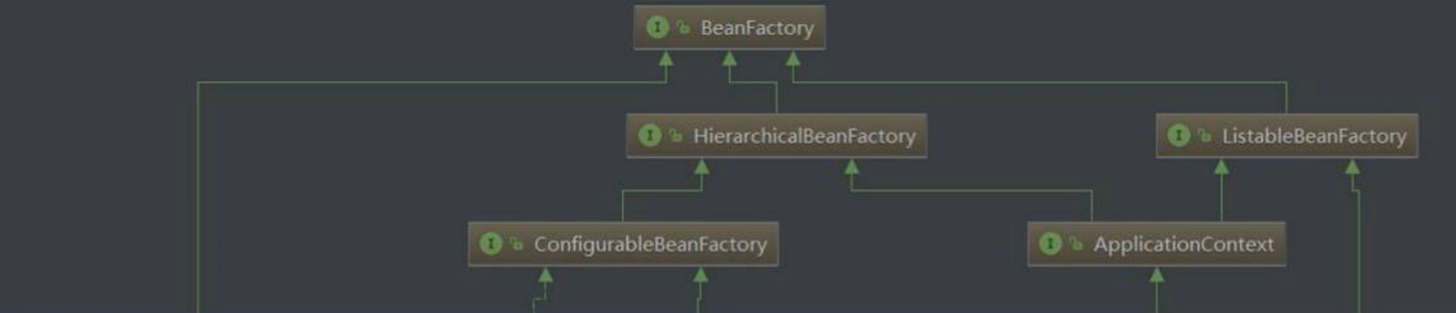 BeanFactory
HierarchicalBeanFactory
ListableBeanFactory
ConfigurableBeanFactory
ApplicationContext